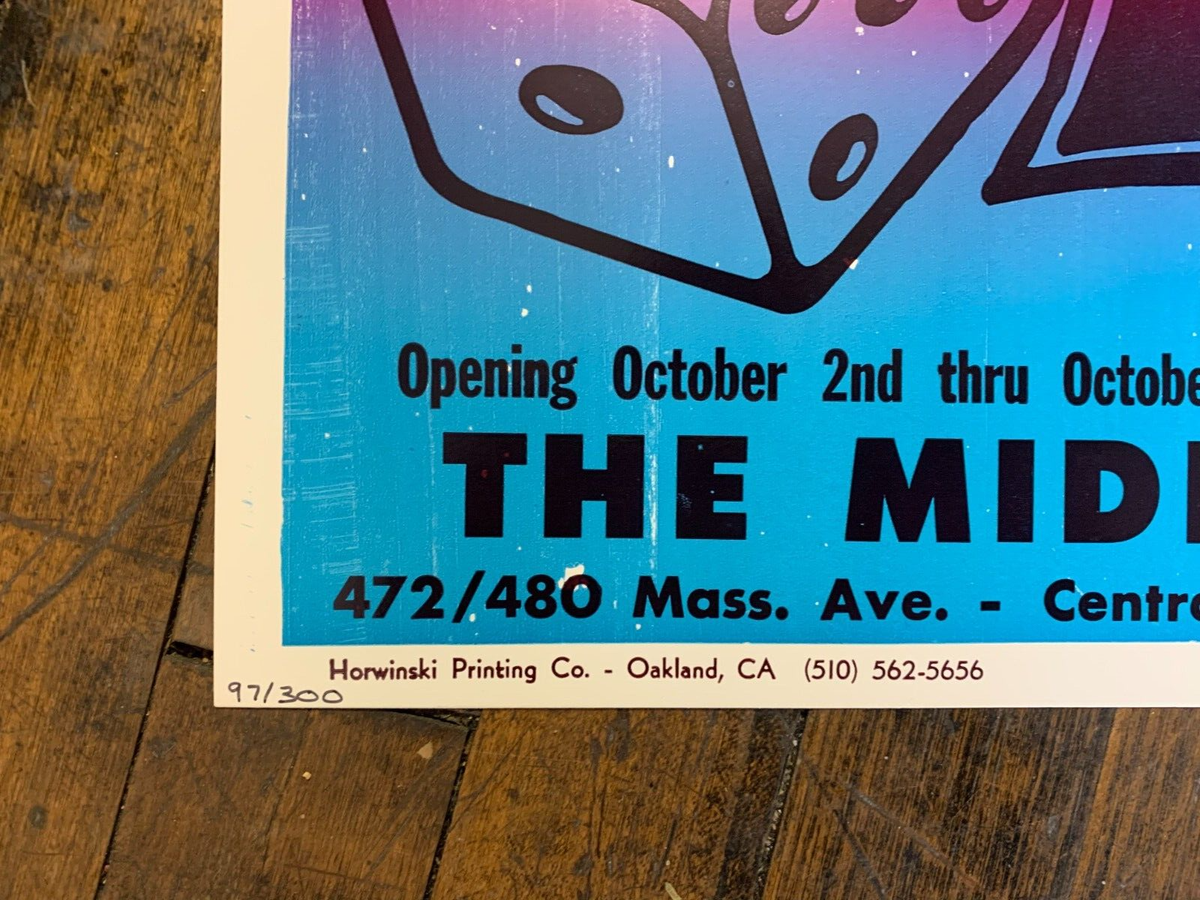 Opening October 2nd thru
THE
472/480 Mass. Ave. -
Horwinski Printing Co. - Oakland, CA (510) 562-5656
97/300